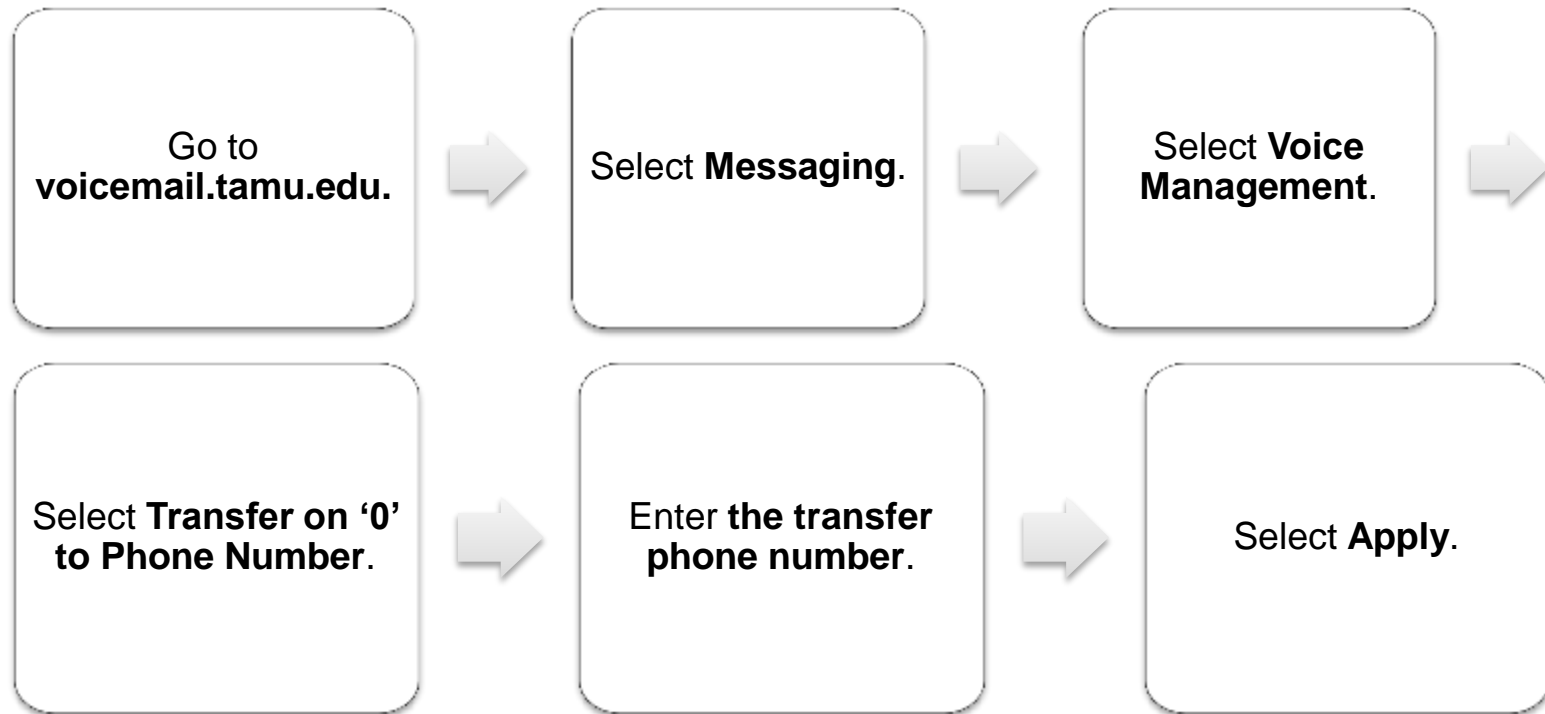 Go to
voicemail.tamu.edu.
Select Messaging.
Select Voice
Management.
Select Transfer on ‘0’
to Phone Number.
Enter the transfer
phone number.
Select Apply.